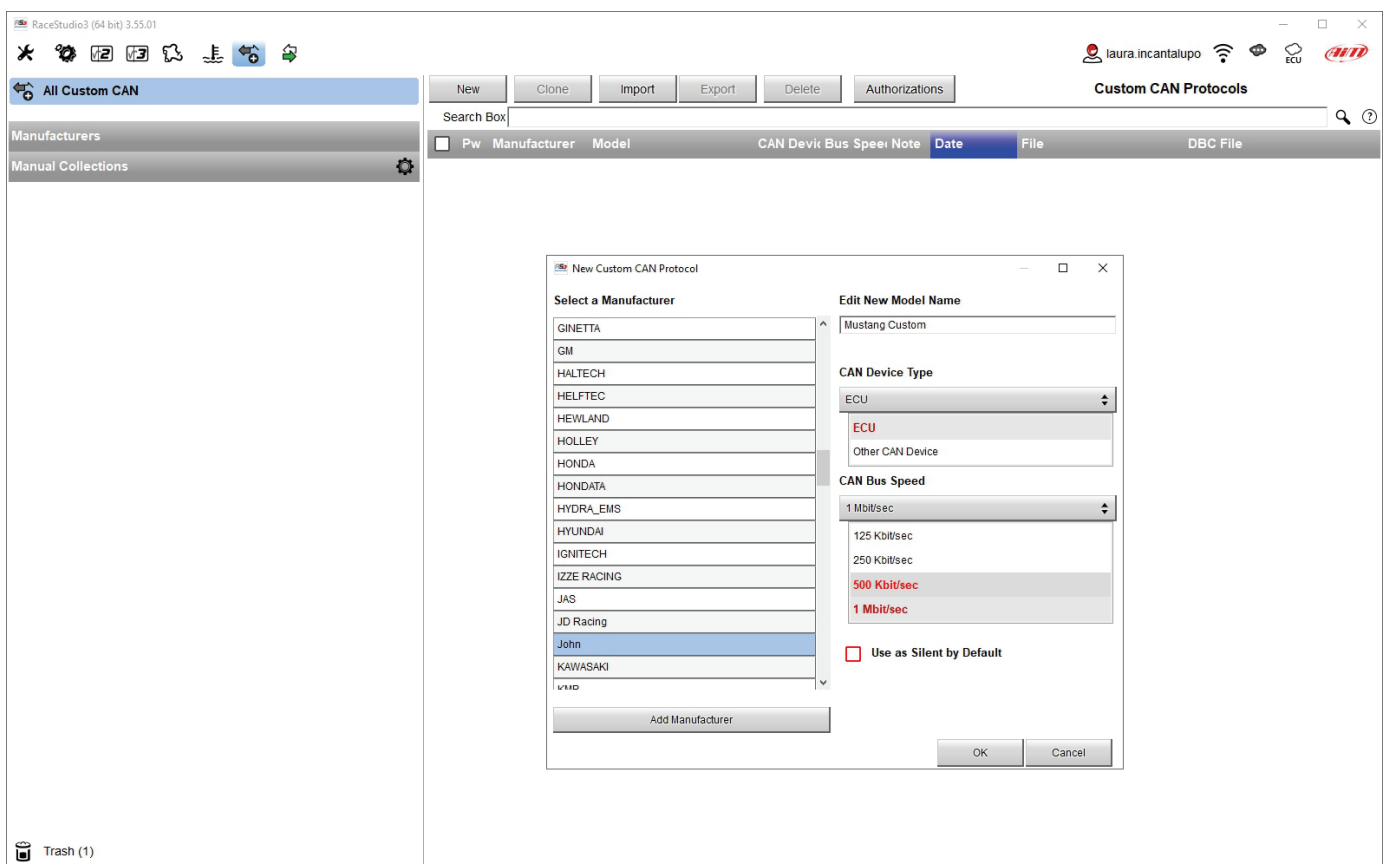 RaceStudio3 (64 bit) 3.55.01
laura.incantalupo
ECU
AiM
All Custom CAN
Manufacturers
Manual Collections
Trash (1)
New Clone Import Export Delete Authorizations Custom CAN Protocols
Search Box
Pw Manufacturer Model CAN Devic Bus Spee Note Date File DBC File
New Custom CAN Protocol
Select a Manufacturer
GINETTA
GM
HALTECH
HELFTEC
HEWLAND
HOLLEY
HONDA
HONDATA
HYDRA_EMS
HYUNDAI
IGNITECH
IZZE RACING
JAS
JD Racing
John
KAWASAKI
Add Manufacturer
Edit New Model Name
Mustang Custom
CAN Device Type
ECU
ECU
Other CAN Device
CAN Bus Speed
1 Mbit/sec
125 Kbit/sec
250 Kbit/sec
500 Kbit/sec
1 Mbit/sec
Use as Silent by Default
OK Cancel